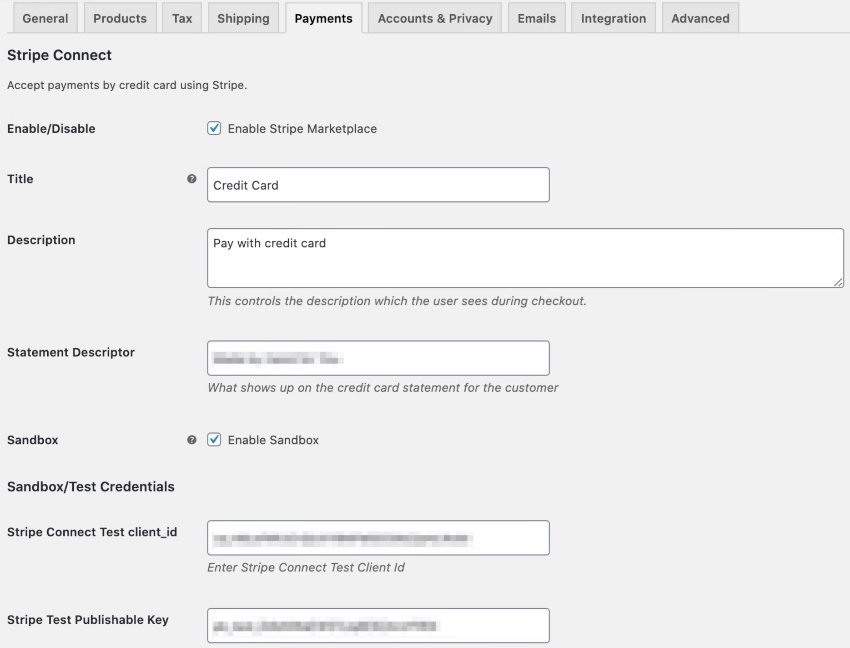 General Products Tax Shipping Payments Accounts & Privacy Emails Integration Advanced
Stripe Connect
Accept payments by credit card using Stripe.
Enable/Disable Enable Stripe Marketplace
Title Credit Card
Description Pay with credit card
This controls the description which the user sees during checkout.
Statement Descriptor
What shows up on the credit card statement for the customer
Sandbox Enable Sandbox
Sandbox/Test Credentials
Stripe Connect Test client_id
Enter Stripe Connect Test Client Id
Stripe Test Publishable Key